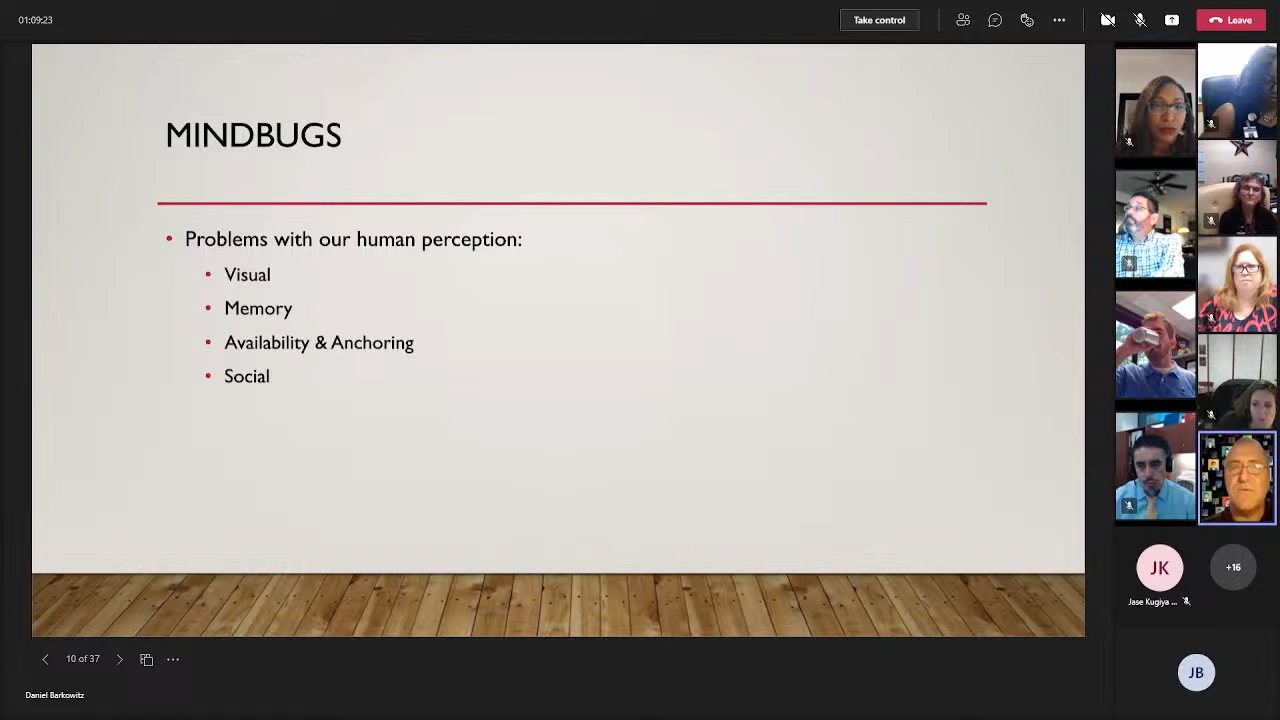 01:09:23
Take control
Leave
MINDBUGS
• Problems with our human perception:
• Visual
• Memory
• Availability & Anchoring
• Social
JK
+16
Jase Kugiya ...
10 of 37
JB
Daniel Barkowitz